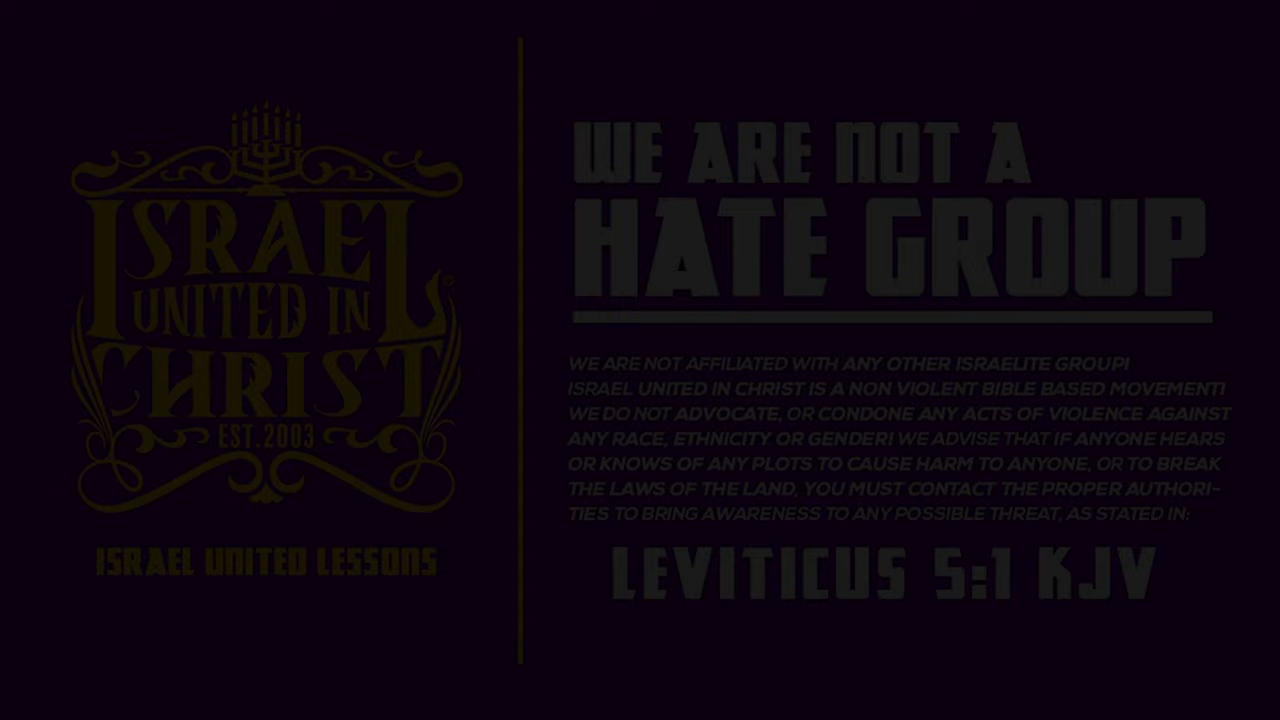 ISRAEL
UNITED IN
CHRIST
EST.2003
ISRAEL UNITED LESSONS
WE ARE NOT A
HATE GROUP
WE ARE NOT AFFILIATED WITH ANY OTHER ISRAELITE GROUP!
ISRAEL UNITED IN CHRIST IS A NON VIOLENT BIBLE BASED MOVEMENT!
WE DO NOT ADVOCATE, OR CONDONE ANY ACTS OF VIOLENCE AGAINST
ANY RACE, ETHNICITY OR GENDER! WE ADVISE THAT IF ANYONE HEARS
OR KNOWS OF ANY PLOTS TO CAUSE HARM TO ANYONE, OR TO BREAK
THE LAWS OF THE LAND, YOU MUST CONTACT THE PROPER AUTHORI-
TIES TO BRING AWARENESS TO ANY POSSIBLE THREAT, AS STATED IN:
LEVITICUS 5:1 KJV